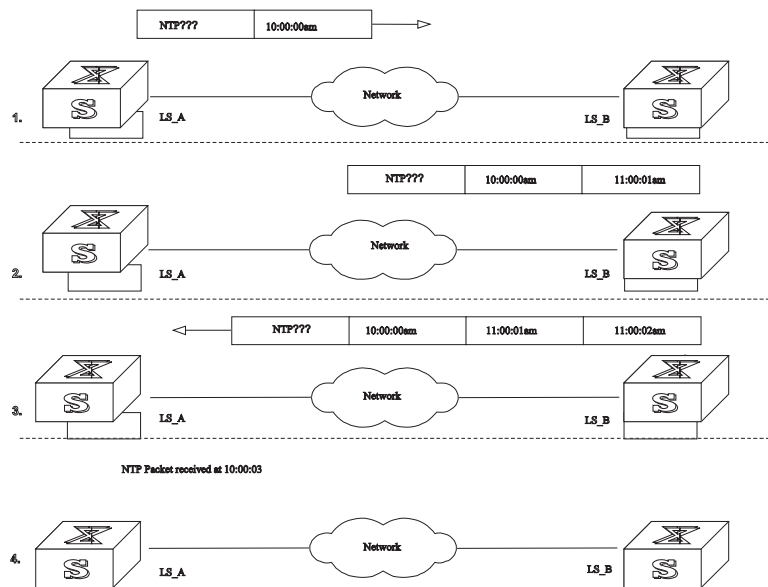 NTP??? 10:00:00am
Network
S S
1. LS_A LS_B
NTP??? 10:00:00am 11:00:01am
Network
S S
2. LS_A LS_B
NTP??? 10:00:00am 11:00:01am 11:00:02am
Network
S S
3. LS_A LS_B
NTP Packet received at 10:00:03
Network
4. LS_A LS_B
S S